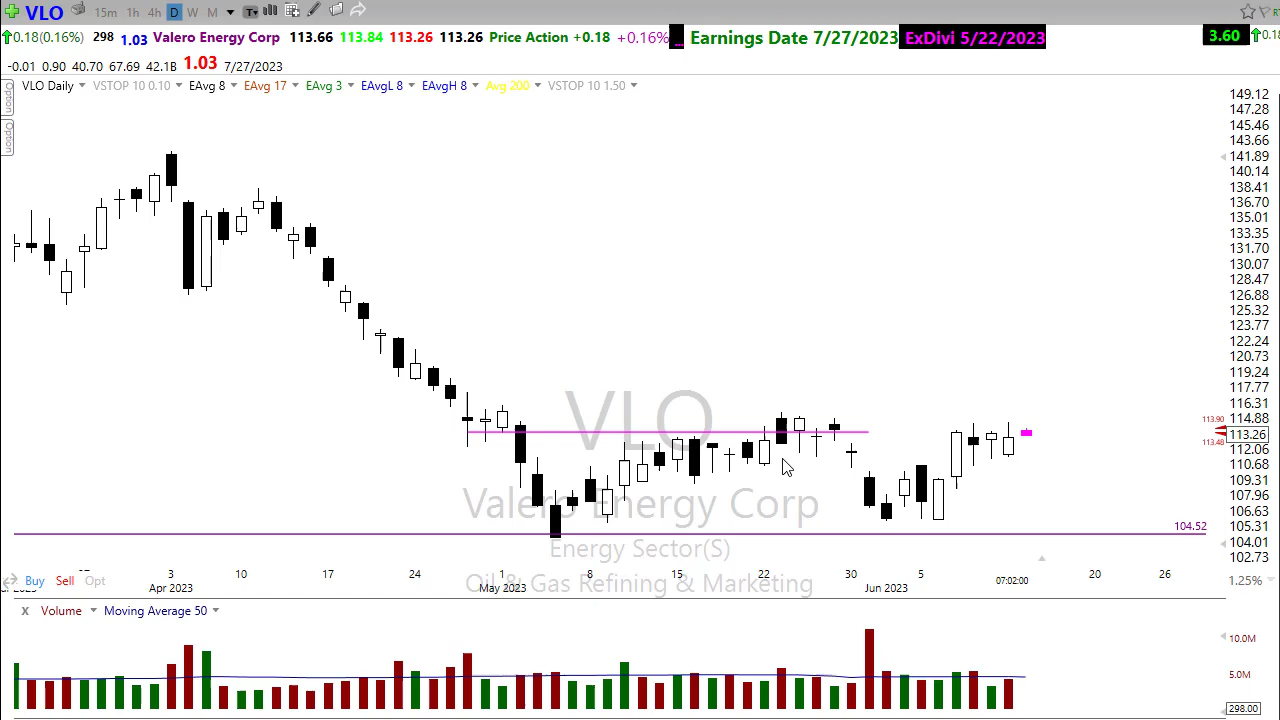 VLO 15m 1h 4h D W M T+
0.18(0.16%) 298 1.03 Valero Energy Corp 113.66 113.84 113.26 113.26 Price Action +0.18 +0.16% Earnings Date 7/27/2023 ExDivi 5/22/2023 3.60
-0.01 0.90 40.70 67.69 42.1B 1.03 7/27/2023
VLO Daily VSTOP 10 0.10 EAvg 8 EAvg 17 EAvg 3 EAvgL 8 EAvgH 8 Avg 200 VSTOP 10 1.50
Option
Option
149.12
147.28
145.46
143.66
141.89
140.14
138.41
136.70
135.01
133.35
131.70
130.07
128.47
126.88
125.32
123.77
122.24
120.73
119.24
117.77
116.31
113.90
114.88
113.26
113.48
112.06
110.68
109.31
107.96
106.63
105.31
104.01
102.73
VLO
Valero Energy Corp
Energy Sector(S)
Oil & Gas Refining & Marketing
104.52
3 10 17 24 1 8 15 22 30 5 07:02:00 20 26
Apr 2023 May 2023 Jun 2023
Buy Sell Opt 1.25%
x Volume Moving Average 50
10.0M
5.0M
298.00